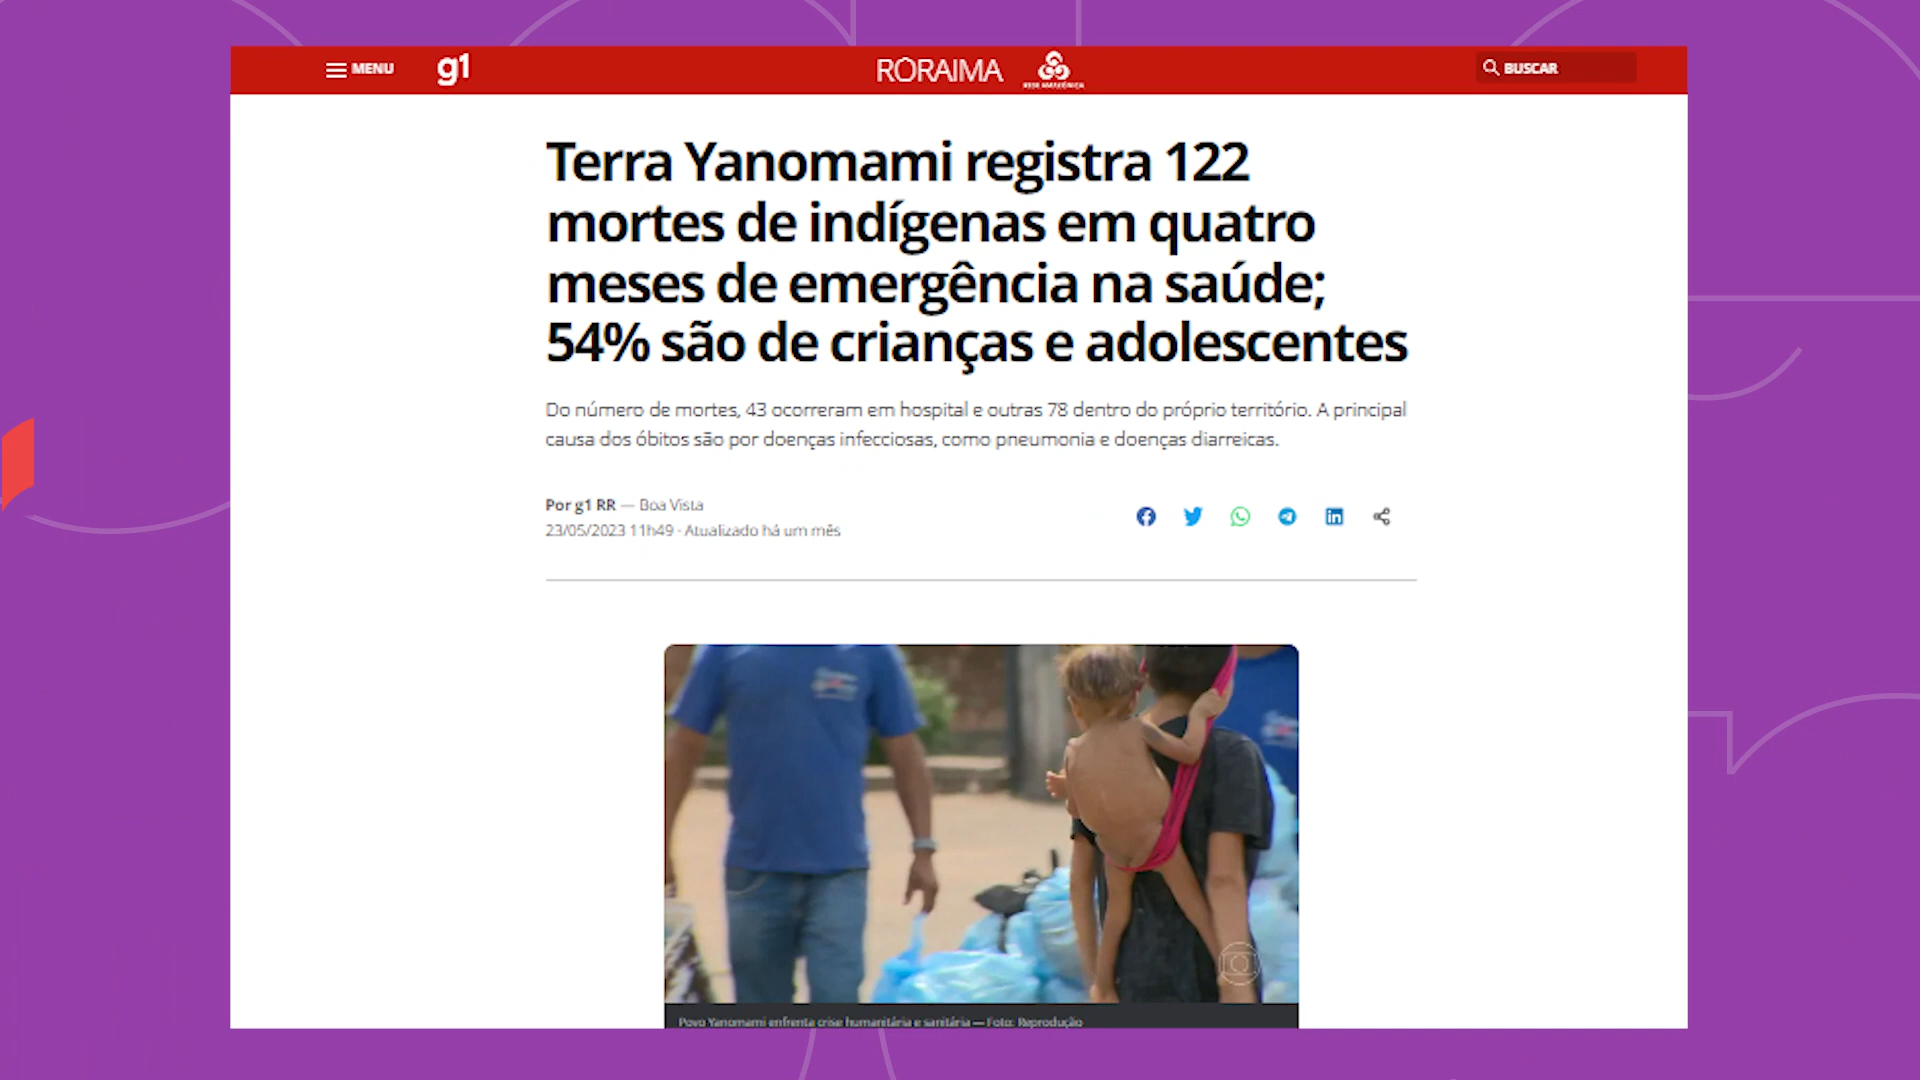 MENU
g1
RORAIMA
REDE AMAZÔNICA
BUSCAR
Terra Yanomami registra 122
mortes de indígenas em quatro
meses de emergência na saúde;
54% são de crianças e adolescentes
Do número de mortes, 43 ocorreram em hospital e outras 78 dentro do próprio território. A principal
causa dos óbitos são por doenças infecciosas, como pneumonia e doenças diarreicas.
Por g1 RR — Boa Vista
23/05/2023 11h49 · Atualizado há um mês
Povo Yanomami enfrenta crise humanitária e sanitária — Foto: Reprodução